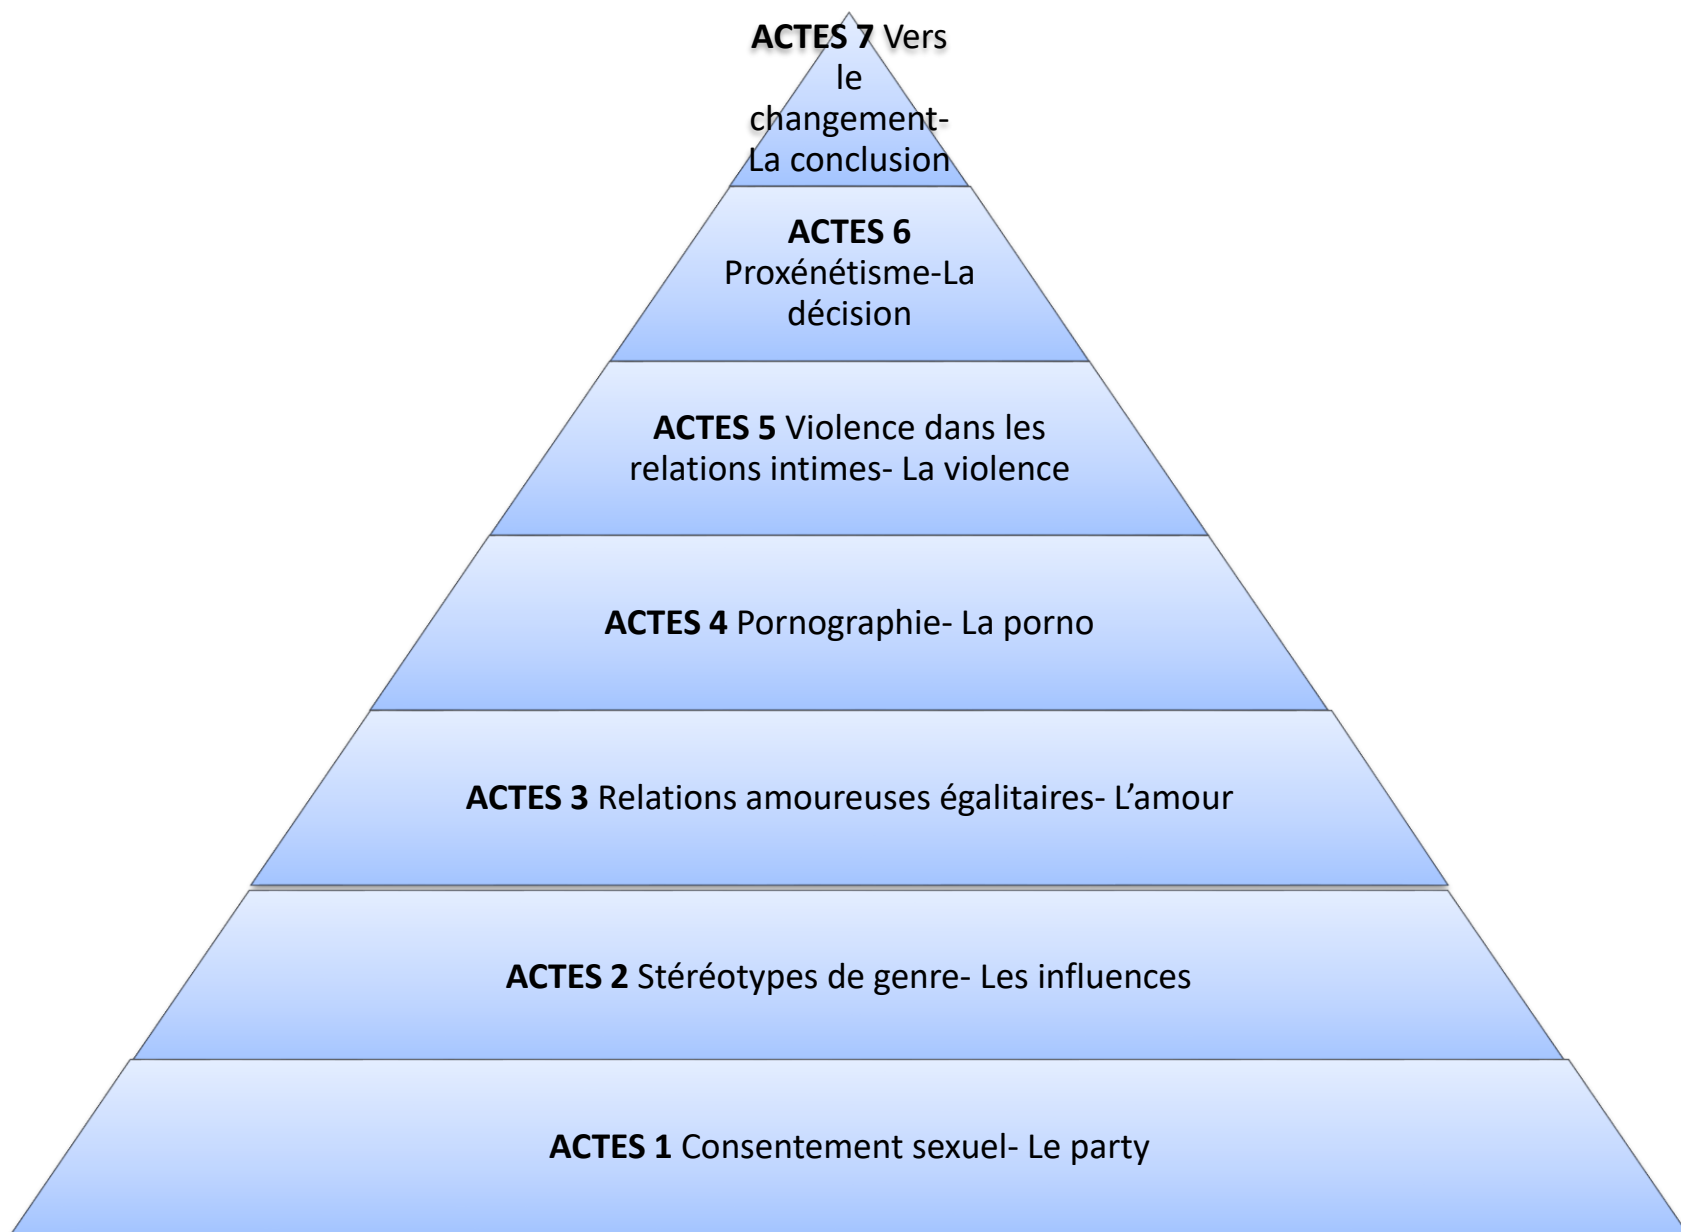 ACTES 7 Vers
le
changement-
La conclusion
ACTES 6
Proxénétisme-La
décision
ACTES 5 Violence dans les
relations intimes- La violence
ACTES 4 Pornographie- La porno
ACTES 3 Relations amoureuses égalitaires- L’amour
ACTES 2 Stéréotypes de genre- Les influences
ACTES 1 Consentement sexuel- Le party